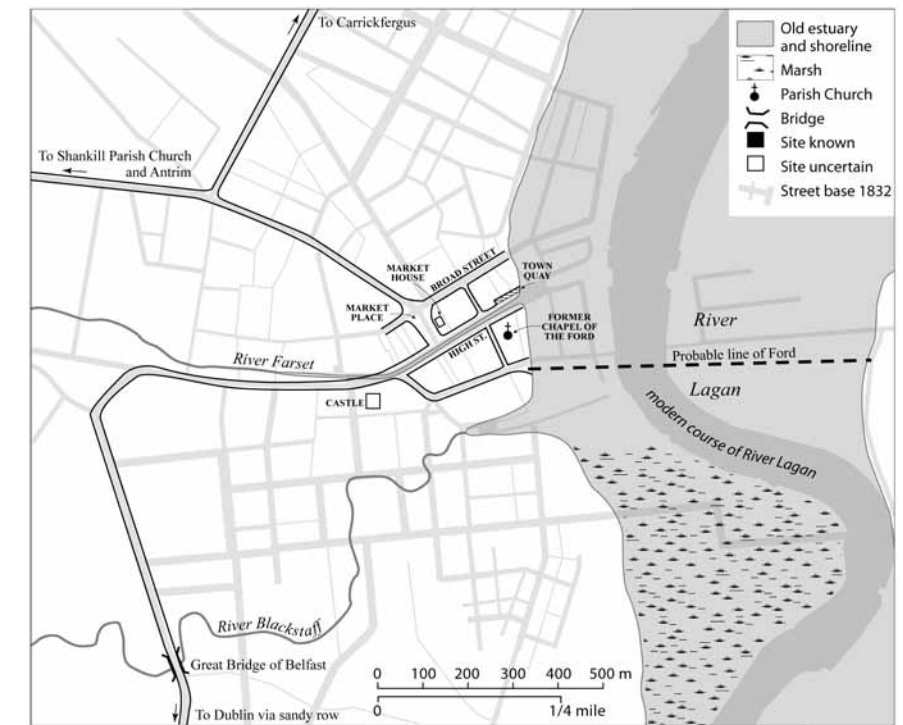 To Carrickfergus
Old estuary
and shoreline
Marsh
Parish Church
Bridge
Site known
Site uncertain
Street base 1832
To Shankill Parish Church
and Antrim
MARKET
HOUSE
BROAD STREET
TOWN
QUAY
MARKET
PLACE
FORMER
CHAPEL OF
THE FORD
HIGH ST.
River
River Farset
Probable line of Ford
Lagan
CASTLE
modern course of River Lagan
River Blackstaff
Great Bridge of Belfast
0 100 200 300 400 500 m
0 1/4 mile
To Dublin via sandy row